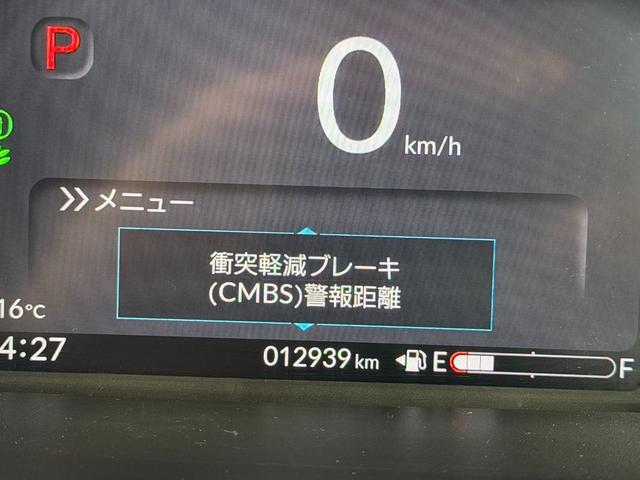 P
0
km/h
メニュー
衝突軽減ブレーキ
(CMBS)警報距離
16℃
4:27
012939 km
E
F